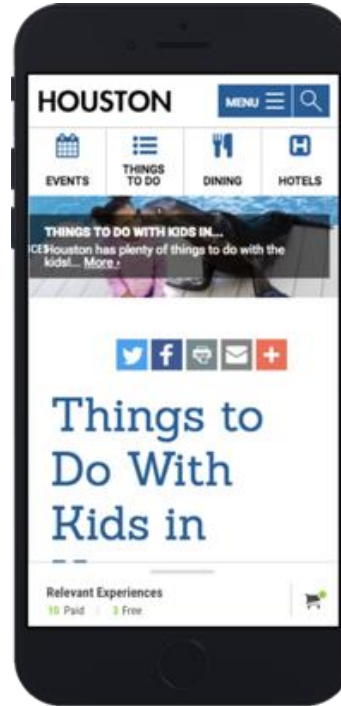 HOUSTON
MENU
EVENTS
THINGS
TO DO
DINING
H
HOTELS
THINGS TO DO WITH KIDS IN...
Houston has plenty of things to do with the
kids!... More ›
Things to
Do With
Kids in
Relevant Experiences
10 Paid | 3 Free